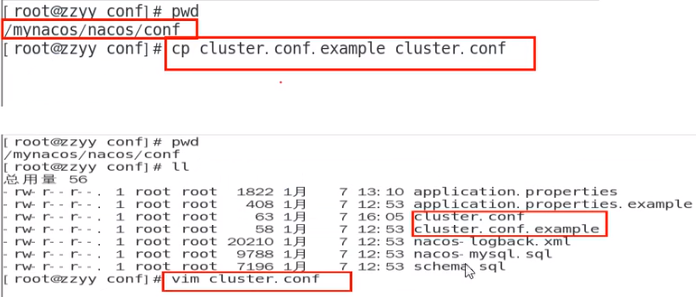 [root@zzyy conf]# pwd
/mynacos/nacos/conf
[root@zzyy conf]# cp cluster.conf.example cluster.conf
[root@zzyy conf]# pwd
/mynacos/nacos/conf
[root@zzyy conf]# ll
总用量 56
-rw-r--r--. 1 root root 1822 1月 7 13:10 application.properties
-rw-r--r--. 1 root root 408 1月 7 12:53 application.properties.example
-rw-r--r--. 1 root root 63 1月 7 16:05 cluster.conf
-rw-r--r--. 1 root root 58 1月 7 12:53 cluster.conf.example
-rw-r--r--. 1 root root 20210 1月 7 12:53 nacos-logback.xml
-rw-r--r--. 1 root root 9788 1月 7 12:53 nacos-mysql.sql
-rw-r--r--. 1 root root 7196 1月 7 12:53 schema.sql
[root@zzyy conf]# vim cluster.conf